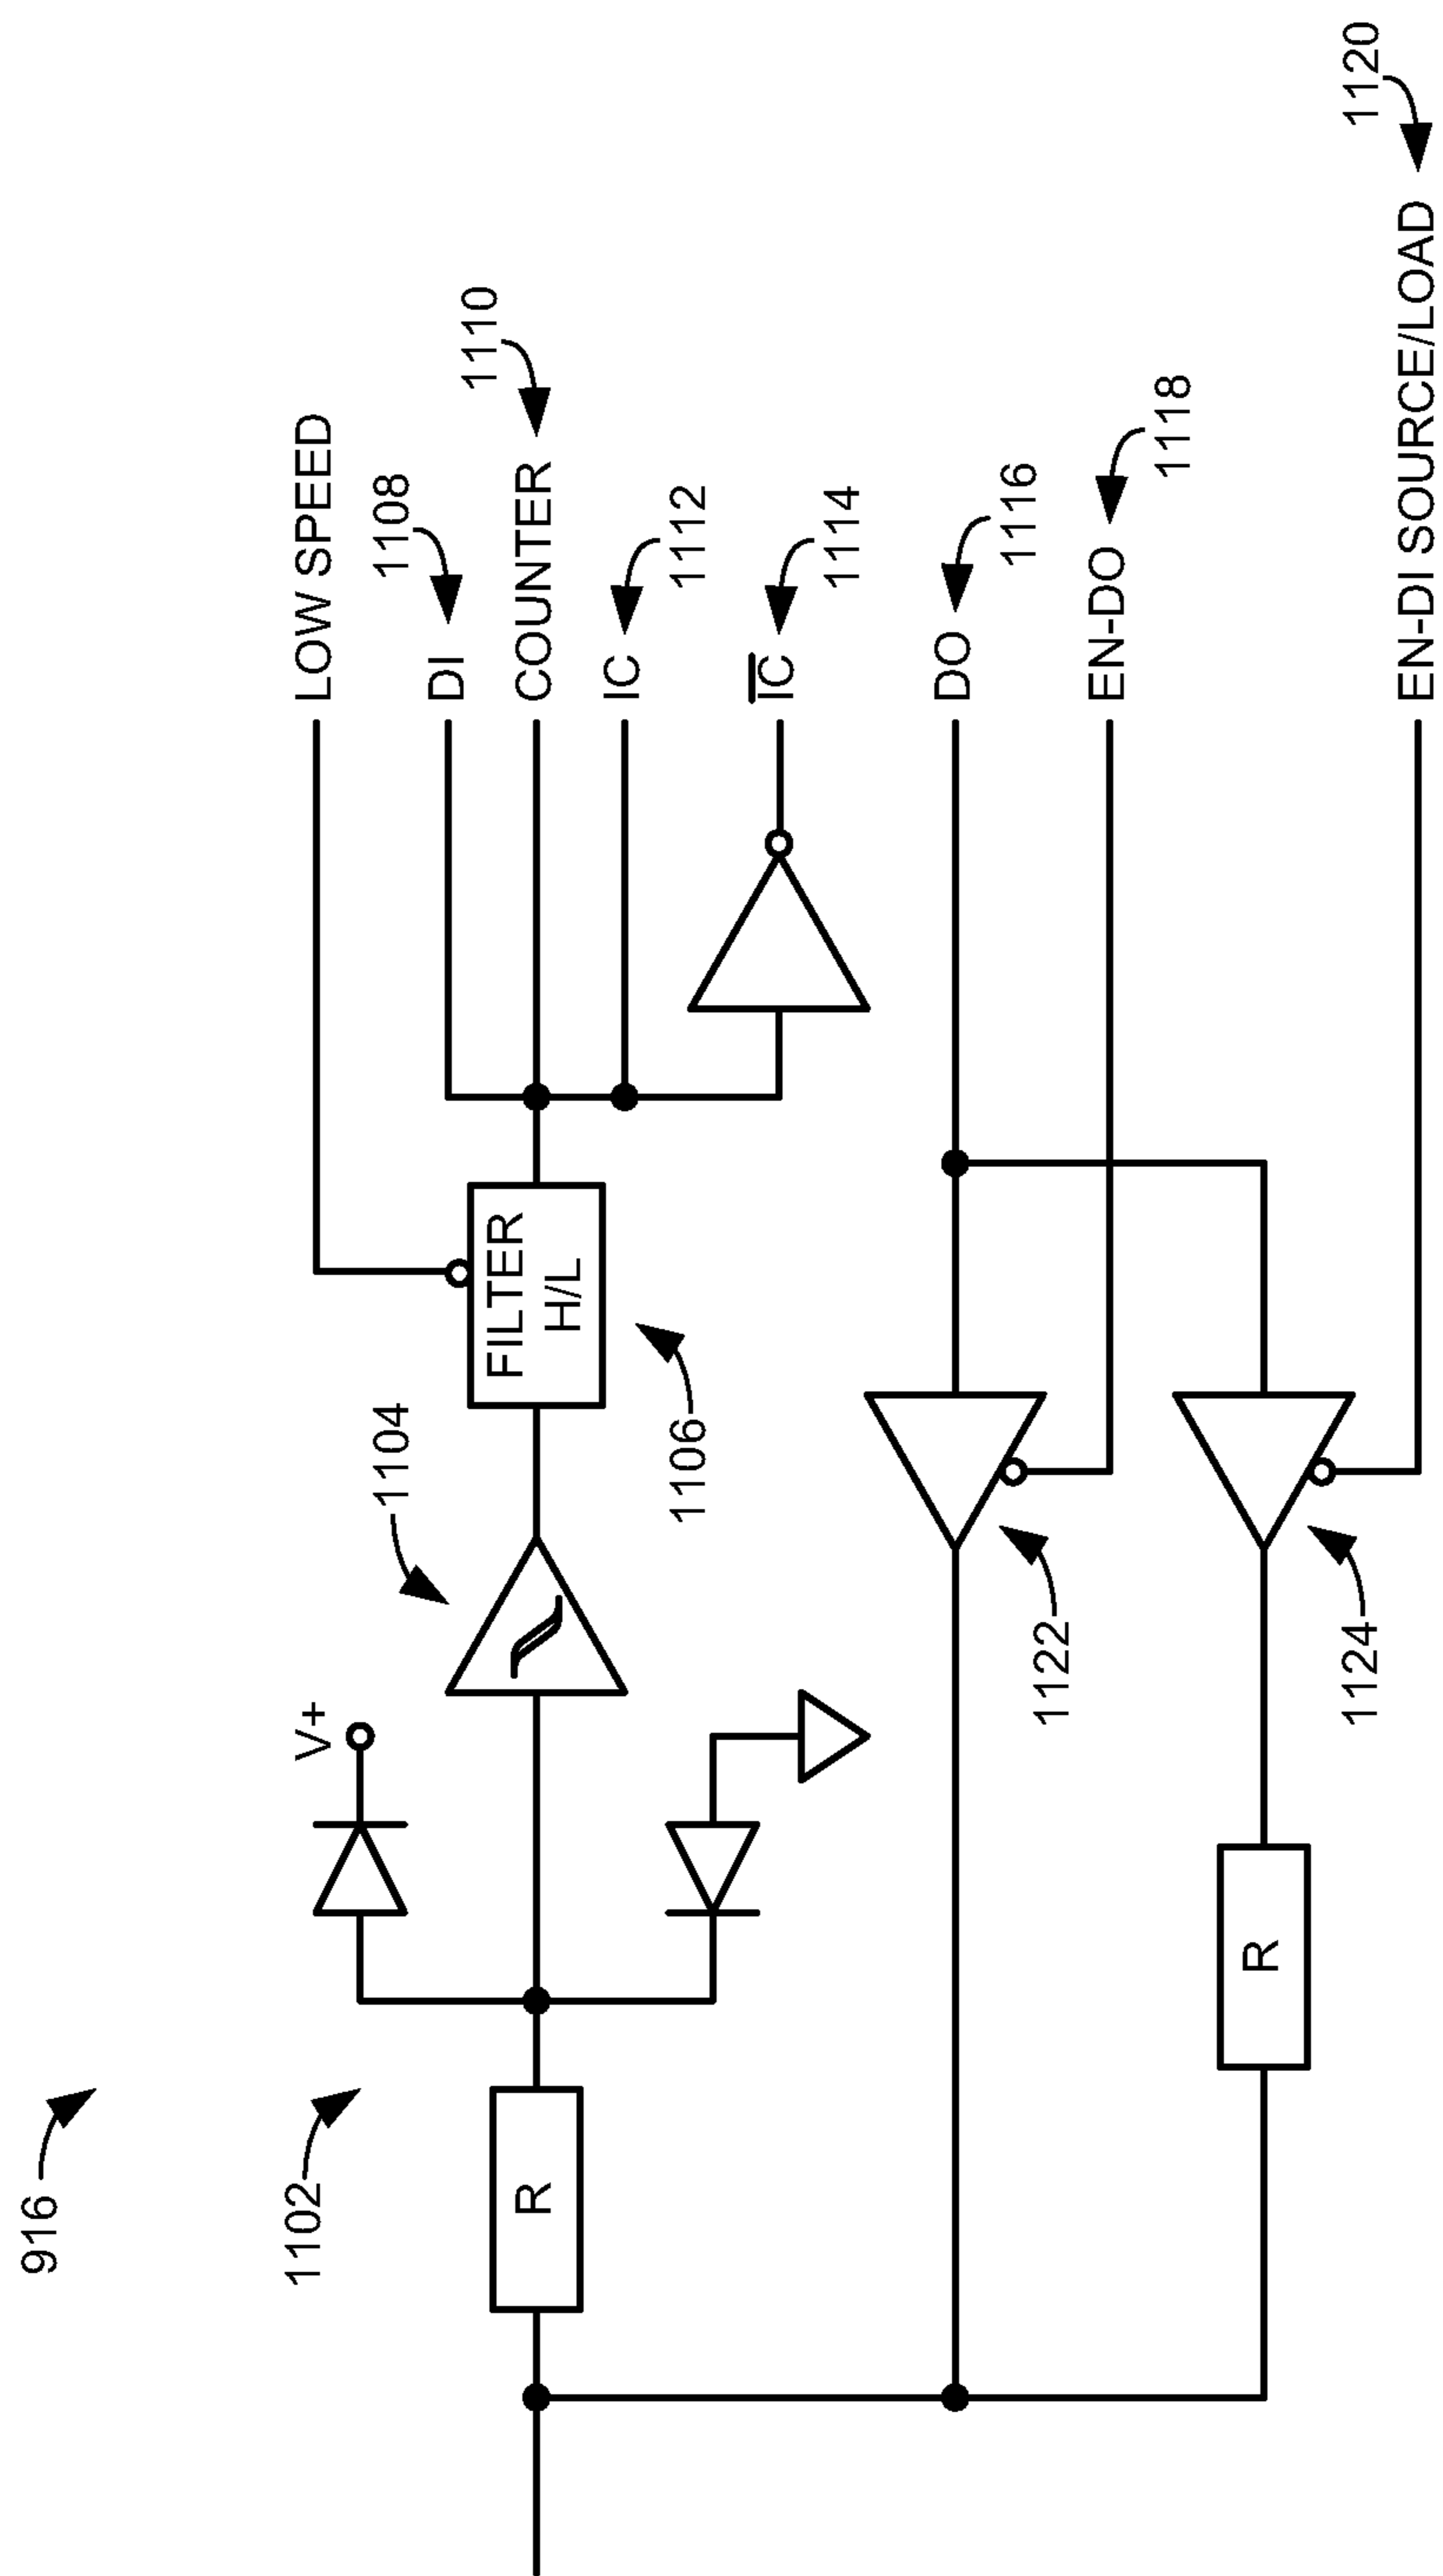 916
1102
R
V+
1104
FILTER
H/L
1106
LOW SPEED
DI
1108
COUNTER
1110
IC
1112
I̅C̅
1114
DO
1116
EN-DO
1118
1122
R
1124
EN-DI SOURCE/LOAD
1120